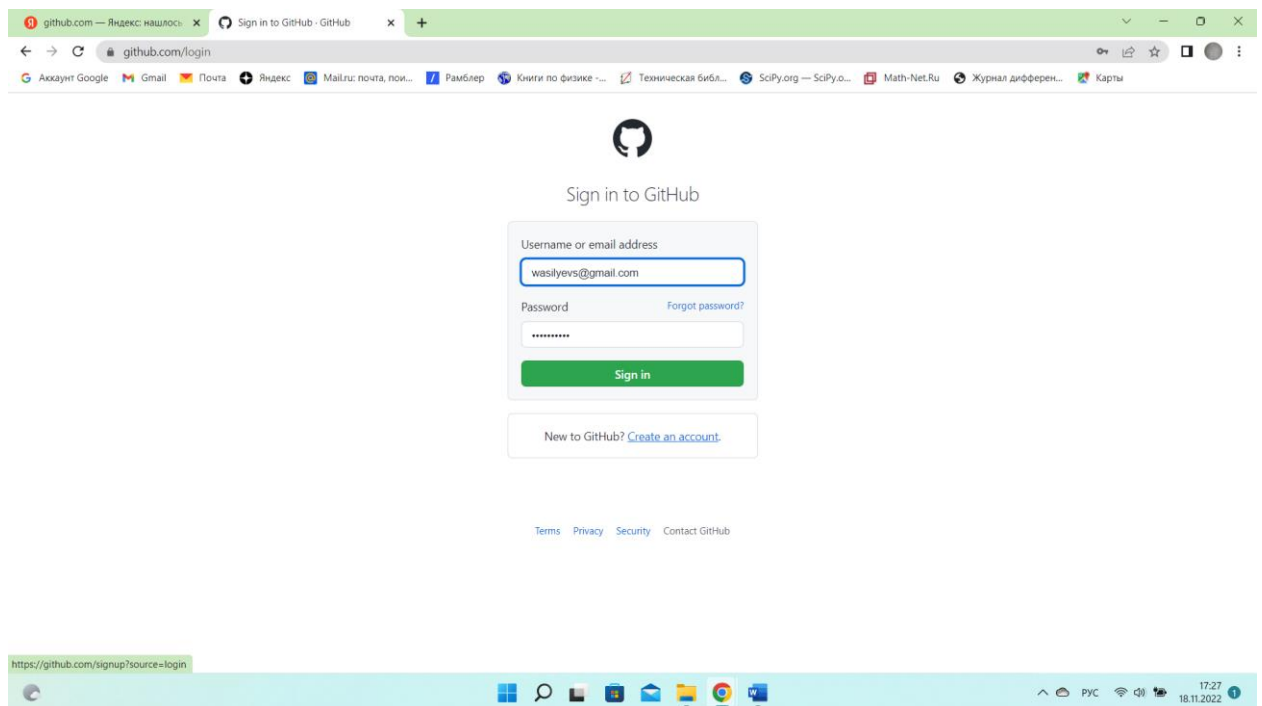 github.com — Яндекс: нашлось
Sign in to GitHub · GitHub
github.com/login
Аккаунт Google
Gmail
Почта
Яндекс
Mail.ru: почта, пои...
Рамблер
Книги по физике -...
Техническая библ...
SciPy.org — SciPy.o...
Math-Net.Ru
Журнал дифферен...
Карты
Sign in to GitHub
Username or email address
wasilyevs@gmail.com
Password Forgot password?
••••••••••
Sign in
New to GitHub? Create an account.
Terms Privacy Security Contact GitHub
https://github.com/signup?source=login
РУС
17:27
18.11.2022
1